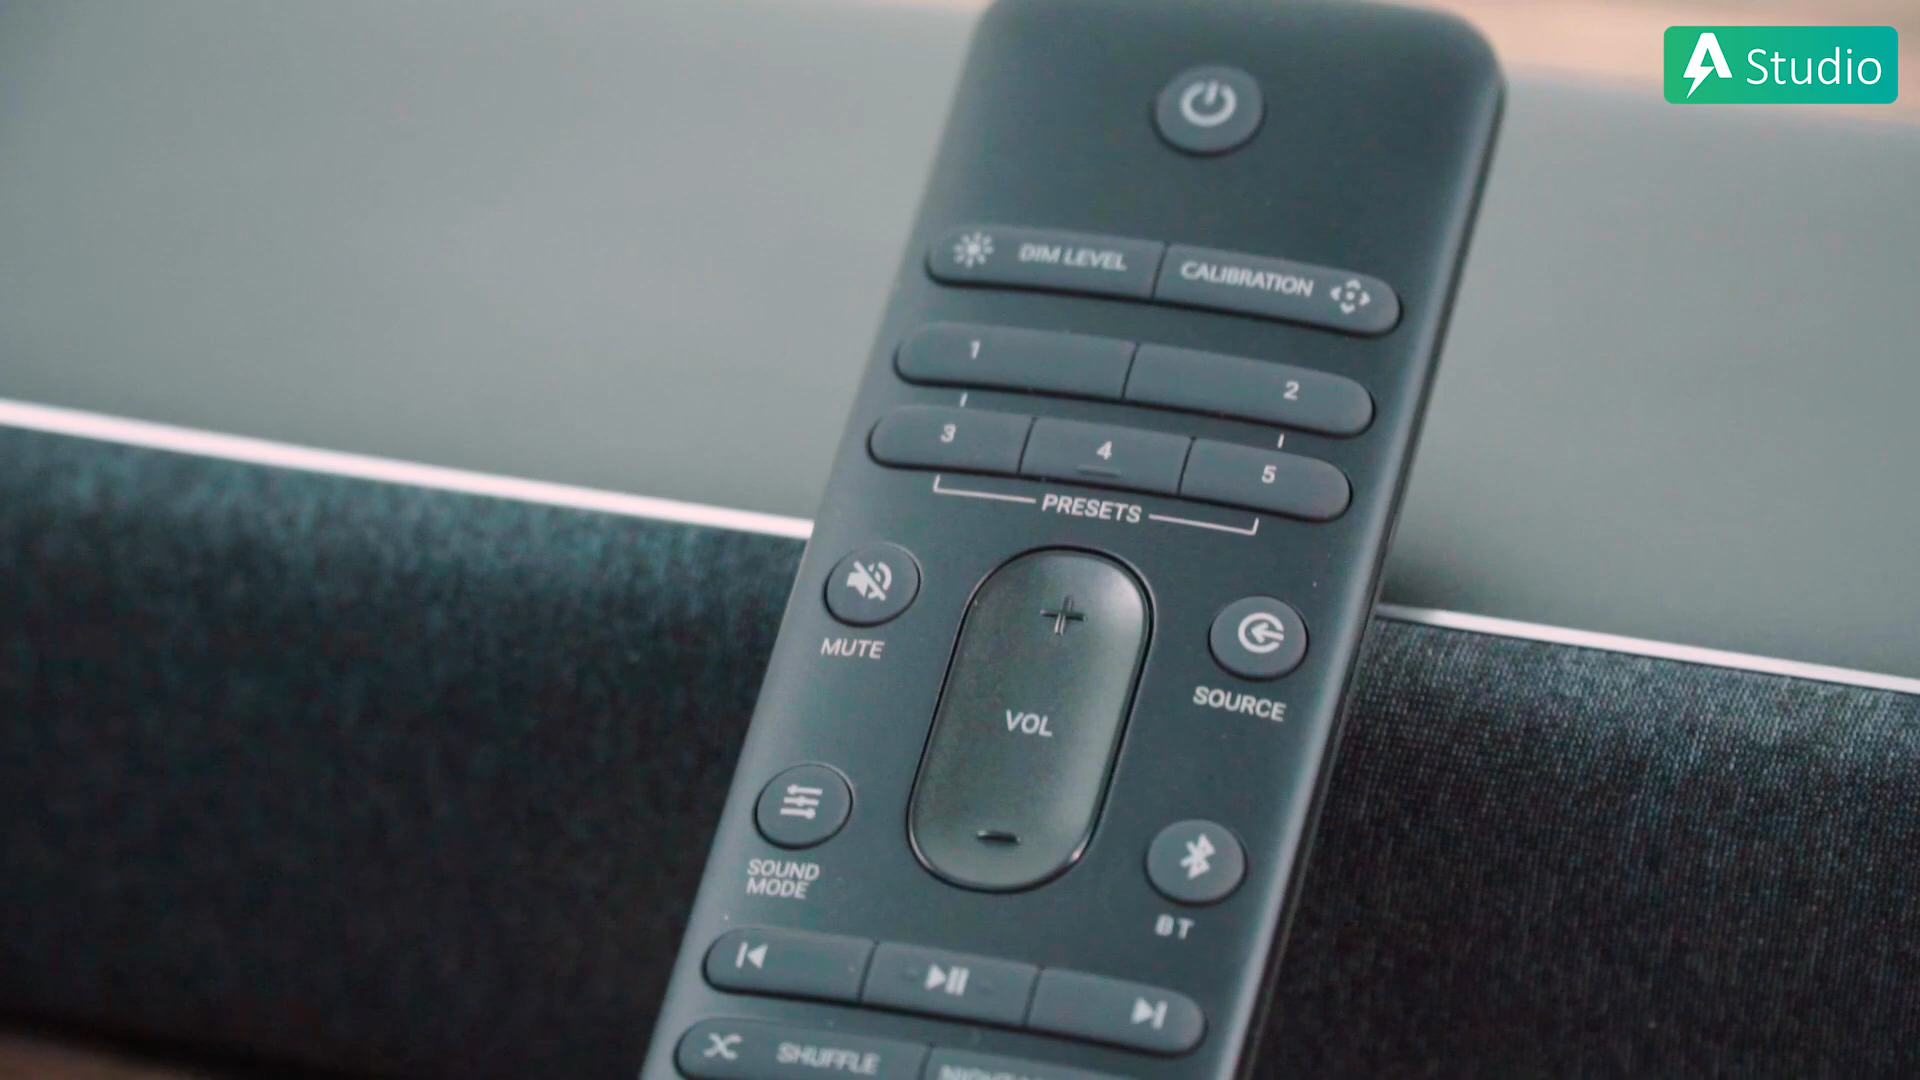 A Studio
DIM LEVEL CALIBRATION
1 2
3 4 5
PRESETS
MUTE
SOURCE
VOL
SOUND
MODE
BT
SHUFFLE